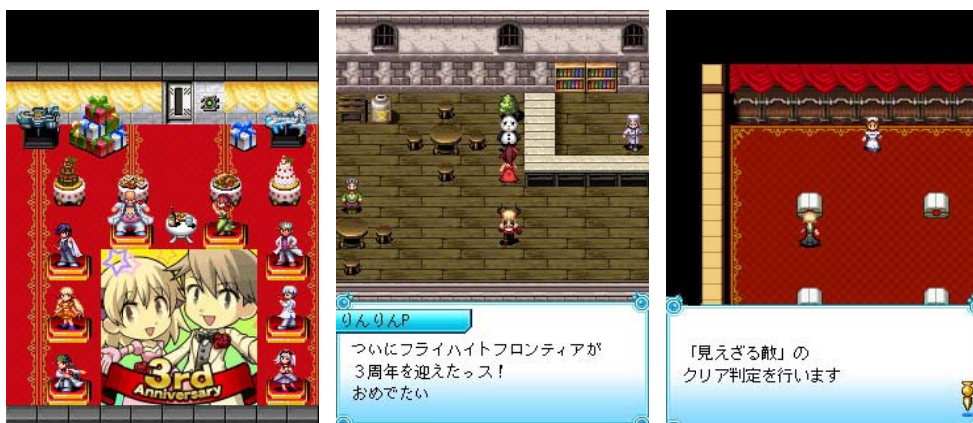 3rd
Anniversary
りんりんP
ついにフライハイトフロンティアが
3周年を迎えたっス!
おめでたい
「見えざる敵」の
クリア判定を行います